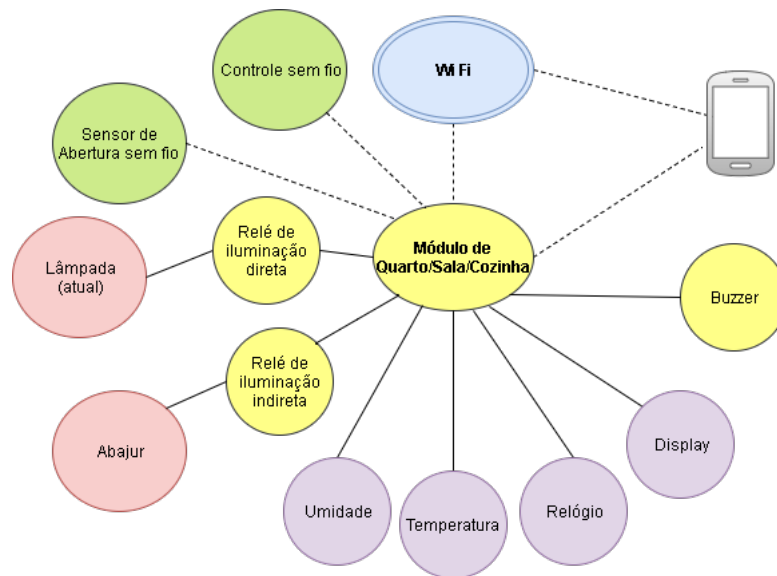 Controle sem fio
Wi Fi
Sensor de
Abertura sem fio
Relé de
iluminação
direta
Módulo de
Quarto/Sala/Cozinha
Lâmpada
(atual)
Buzzer
Relé de
iluminação
indireta
Abajur
Display
Umidade
Temperatura
Relógio